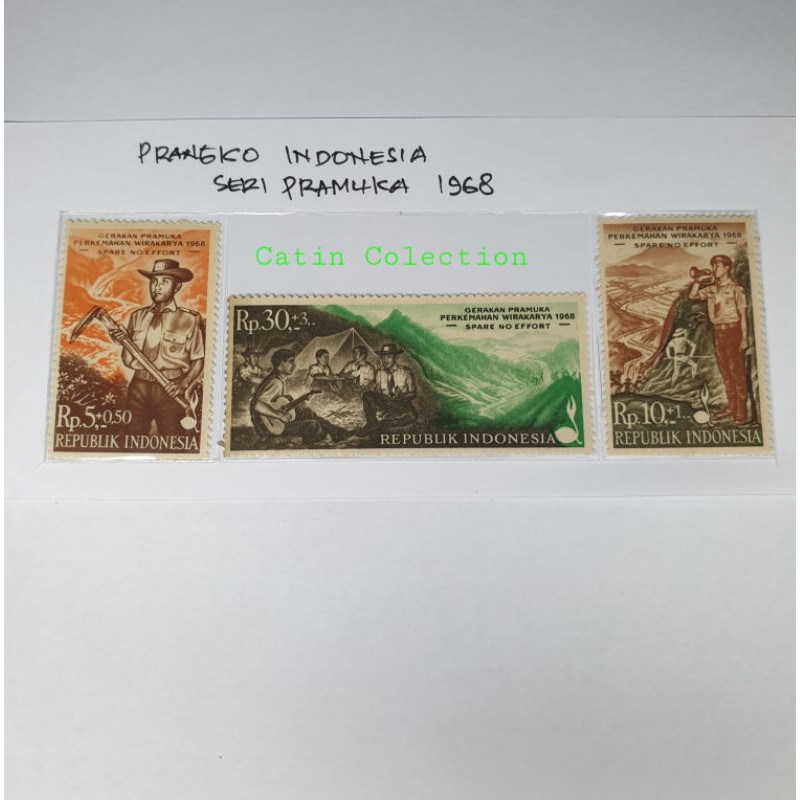 PRANGKO INDONESIA
SERI PRAMUKA 1968
Catin Colection
GERAKAN PRAMUKA
PERKEMAHAN WIRAKARYA 1968
— SPARE NO EFFORT —
Rp.5,+0,50
REPUBLIK INDONESIA
Rp.30,+3,-
GERAKAN PRAMUKA
PERKEMAHAN WIRAKARYA 1968
— SPARE NO EFFORT —
REPUBLIK INDONESIA
GERAKAN PRAMUKA
PERKEMAHAN WIRAKARYA 1968
— SPARE NO EFFORT —
Rp.10,+1,-
REPUBLIK INDONESIA